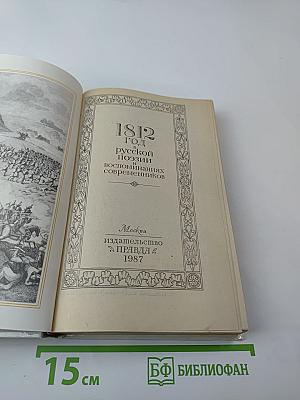 1812
ГОД
в русской
поэзии
и
воспоминаниях
современников
Москва
издательство
„ПРАВДА“
1987
15 см
БФ БИБЛИОФАН